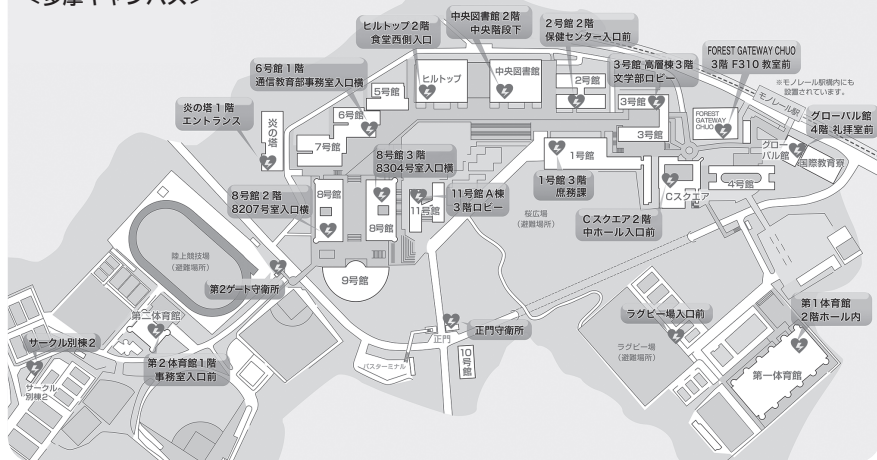 <多摩キャンパス>
ヒルトップ2階
食堂西側入口
中央図書館2階
中央階段下
2号館2階
保健センター入口前
3号館 高層棟3階
文学部ロビー
FOREST GATEWAY CHUO
3階 F310 教室前
※モノレール駅構内にも
設置されています。
モノレール駅
グローバル館
4階 礼拝室前
6号館1階
通信教育部事務室入口横
炎の塔1階
エントランス
炎の塔
5号館
6号館
7号館
ヒルトップ
中央図書館
2号館
3号館
3号館
FOREST
GATEWAY
CHUO
グロー
バル館
国際教育寮
8号館3階
8304号室入口横
8号館2階
8207号室入口横
8号館
8号館
11号館
11号館A棟
3階ロビー
1号館
1号館3階
庶務課
Cスクエア
4号館
Cスクエア2階
中ホール入口前
桜広場
(避難場所)
陸上競技場
(避難場所)
9号館
第2ゲート守衛所
第二体育館
サークル別棟2
サークル
別棟2
第2体育館1階
事務室入口前
正門守衛所
正門
バスターミナル
10号館
ラグビー場入口前
ラグビー場
(避難場所)
第1体育館
2階ホール内
第一体育館